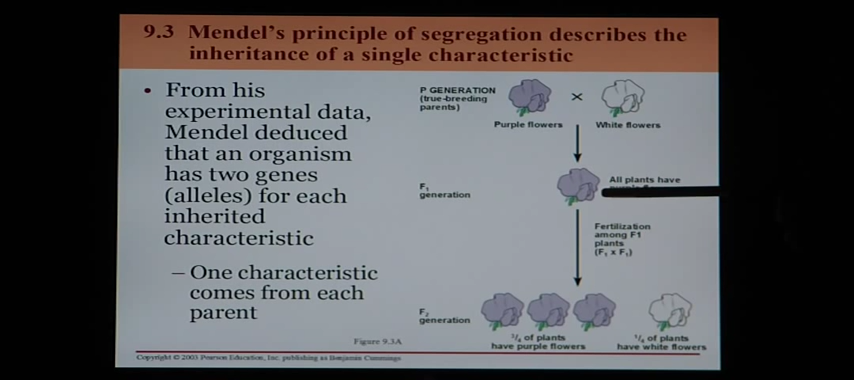 9.3 Mendel's principle of segregation describes the
inheritance of a single characteristic
• From his
experimental data,
Mendel deduced
that an organism
has two genes
(alleles) for each
inherited
characteristic
– One characteristic
comes from each
parent
P GENERATION
(true-breeding
parents)
×
Purple flowers
White flowers
F₁
generation
All plants have
Fertilization
among F1
plants
(F₁ x F₁)
F₂
generation
of plants
have purple flowers
¼ of plants
have white flowers
Figure 9.3A
Copyright © 2003 Pearson Education, Inc. publishing as Benjamin Cummings